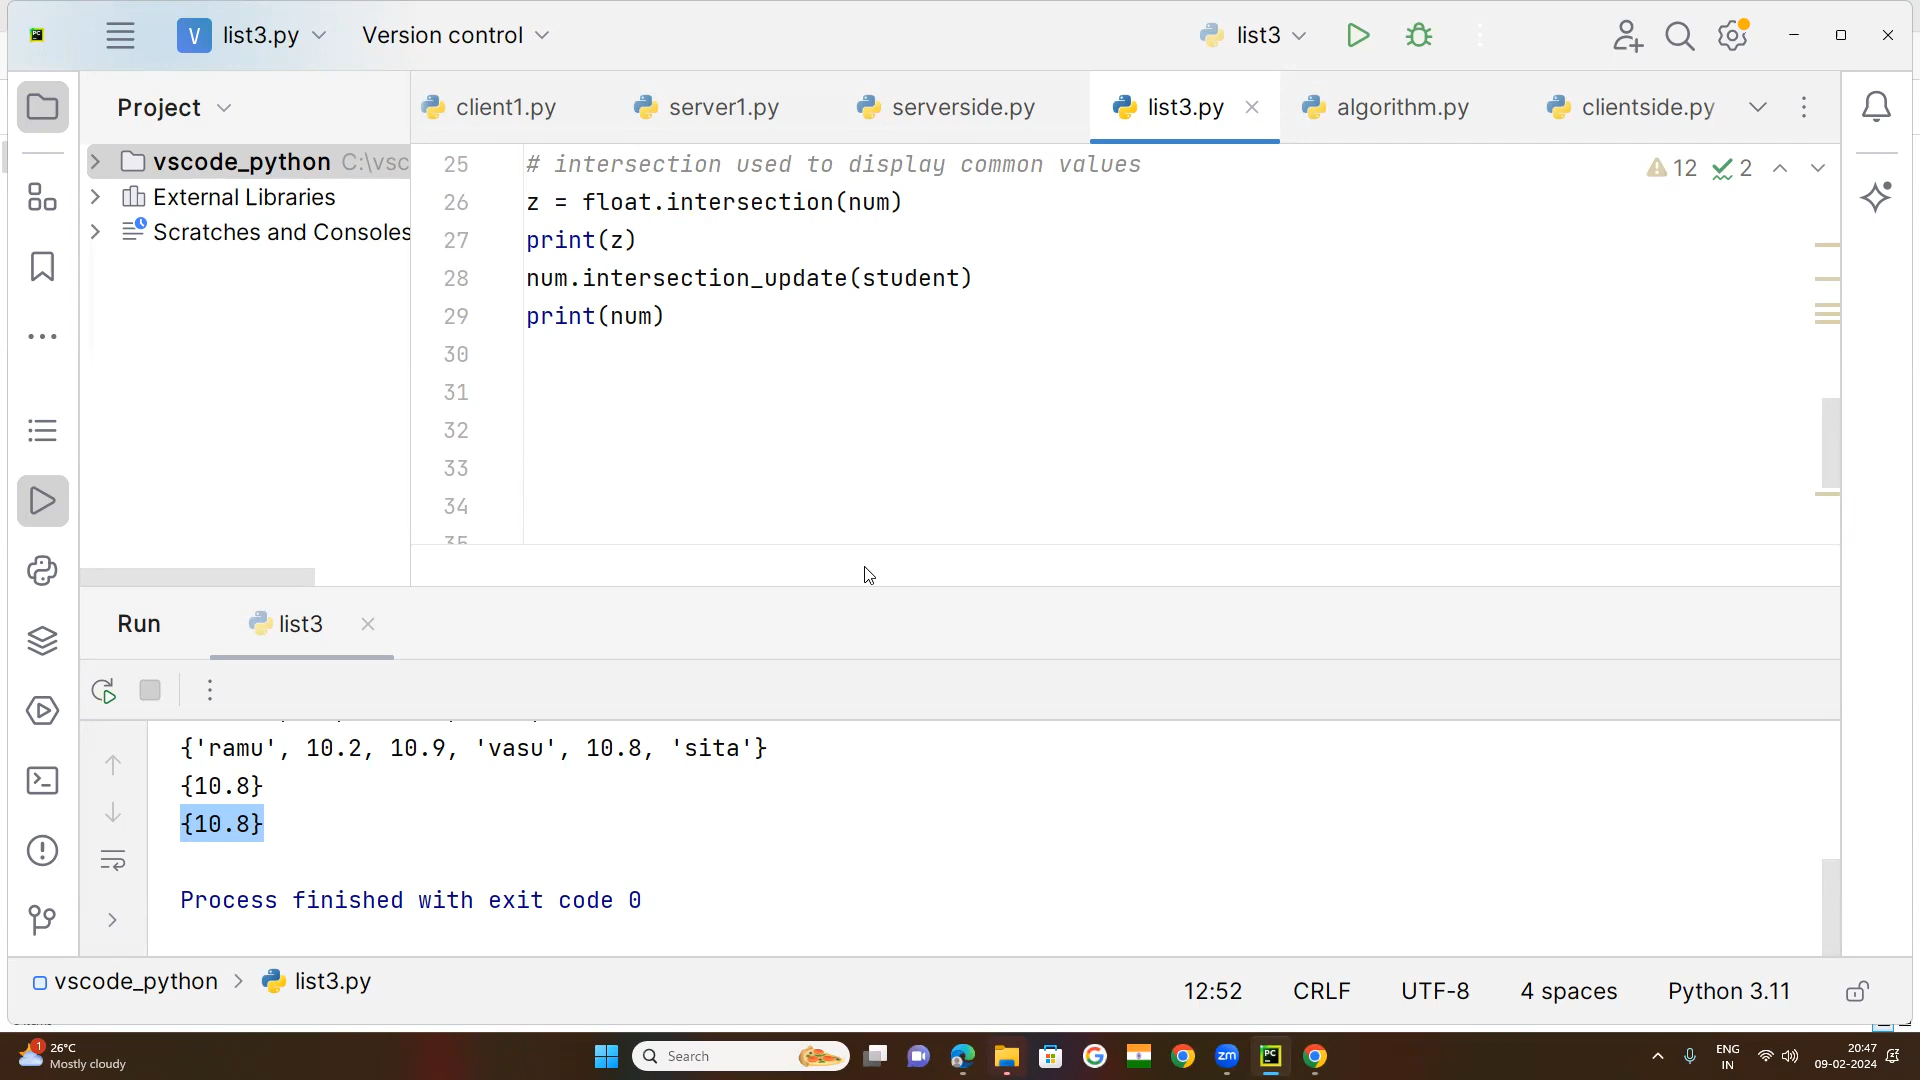 V list3.py Version control list3
Project client1.py server1.py serverside.py list3.py algorithm.py clientside.py
vscode_python C:\vsc
External Libraries
Scratches and Consoles
12 2
25 # intersection used to display common values
26 z = float.intersection(num)
27 print(z)
28 num.intersection_update(student)
29 print(num)
30
31
32
33
34
35
Run list3
{'ramu', 10.2, 10.9, 'vasu', 10.8, 'sita'}
{10.8}
{10.8}
Process finished with exit code 0
vscode_python > list3.py 12:52 CRLF UTF-8 4 spaces Python 3.11
1 26°C
Mostly cloudy
Search
zm
PC
ENG
IN
20:47
09-02-2024